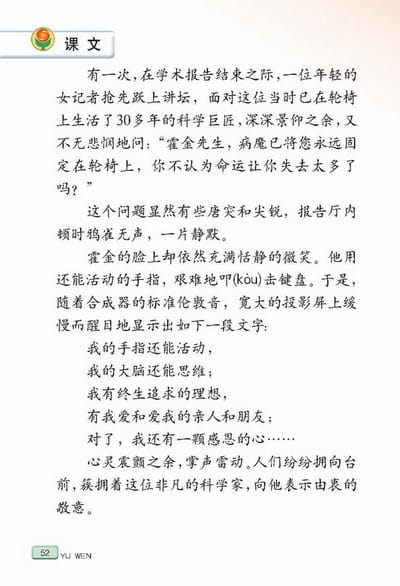 课文
有一次,在学术报告结束之际,一位年轻的
女记者抢先跃上讲坛，面对这位当时已在轮椅
上生活了30多年的科学巨匠,深深景仰之余,又
不无悲悯地问：“霍金先生，病魔已将您永远固
定在轮椅上，你不认为命运让你失去太多了
吗？”
这个问题显然有些唐突和尖锐，报告厅内
顿时鸦雀无声，一片静默。
霍金的脸上却依然充满恬静的微笑。他用
还能活动的手指，艰难地叩(kòu)击键盘。于是,
随着合成器的标准伦敦音，宽大的投影屏上缓
慢而醒目地显示出如下一段文字:
我的手指还能活动，
我的大脑还能思维；
我有终生追求的理想，
有我爱和爱我的亲人和朋友；
对了，我还有一颗感恩的心……
心灵震颤之余,掌声雷动。人们纷纷拥向台
前，簇拥着这位非凡的科学家，向他表示由衷的
敬意。
52
YU WEN